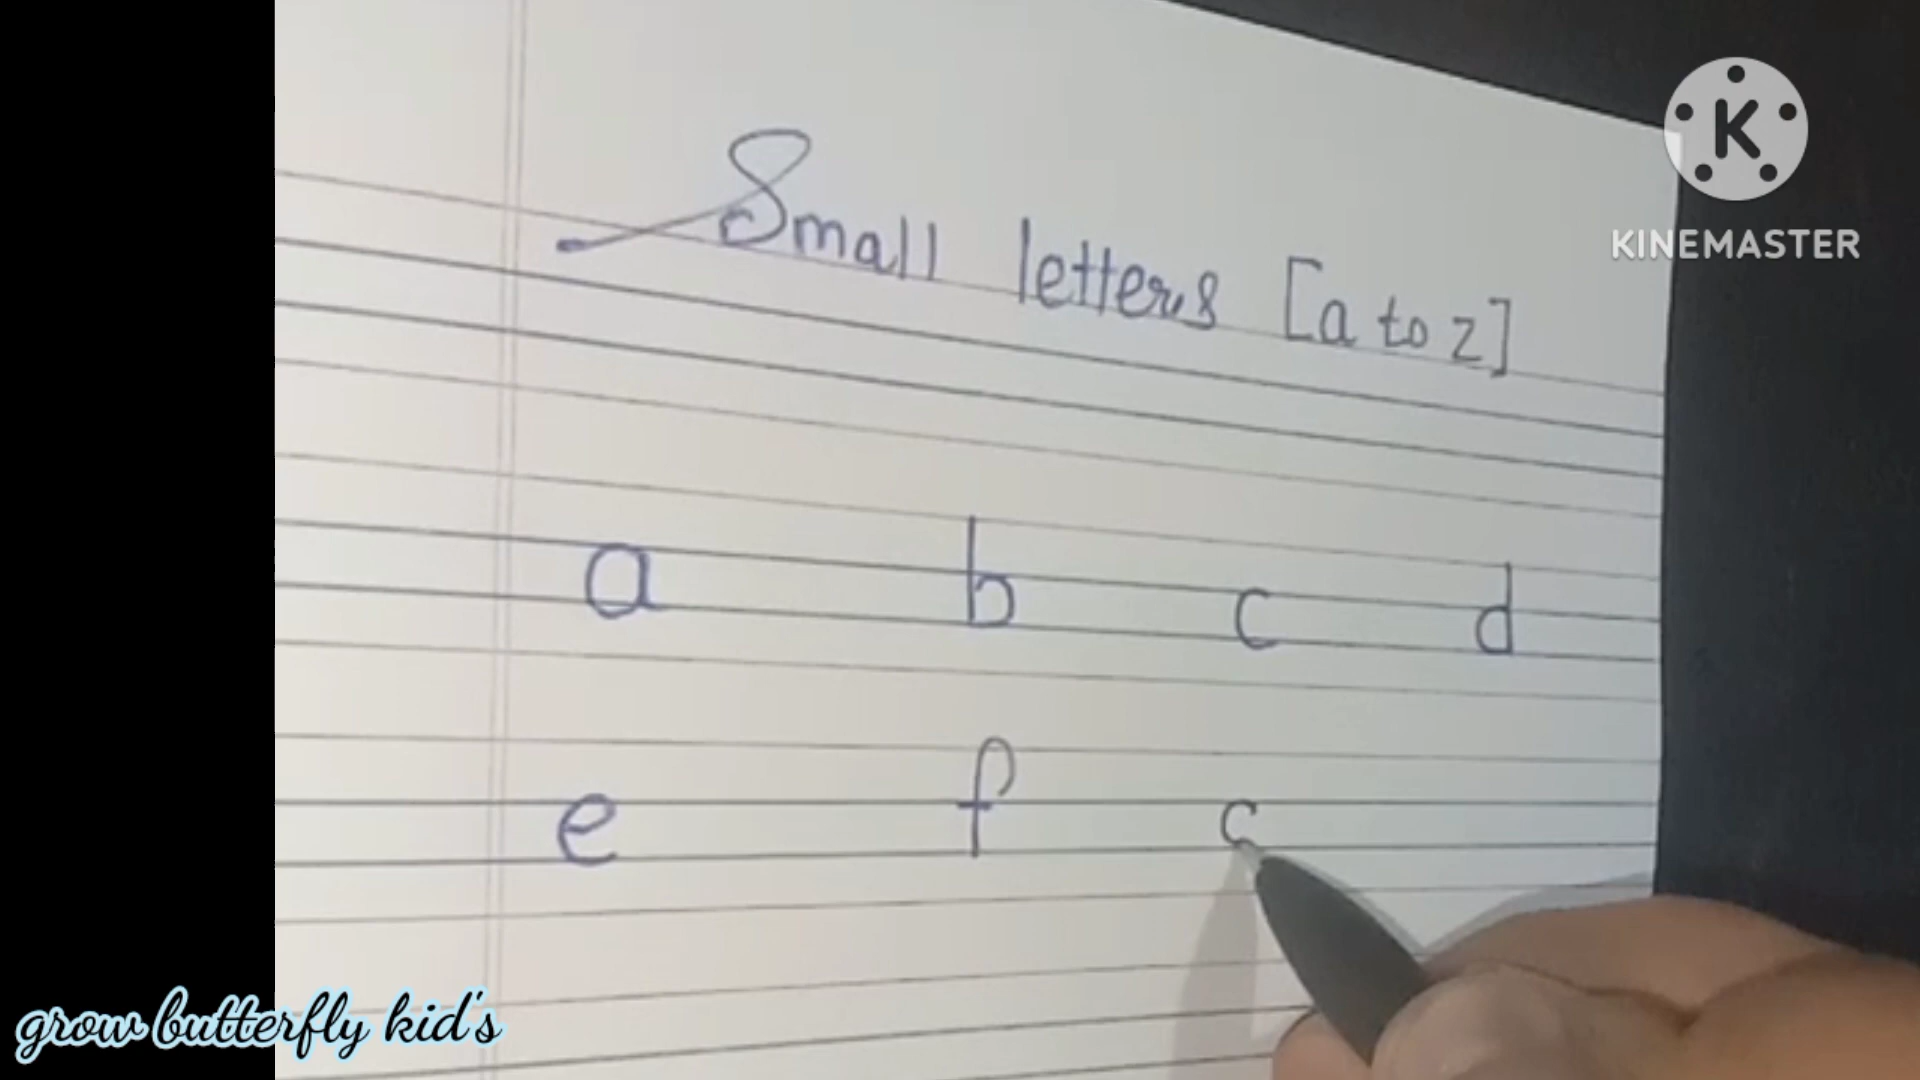 K
KINEMASTER
Small letters [a to z]
a b c d
e f c
grow butterfly kid's